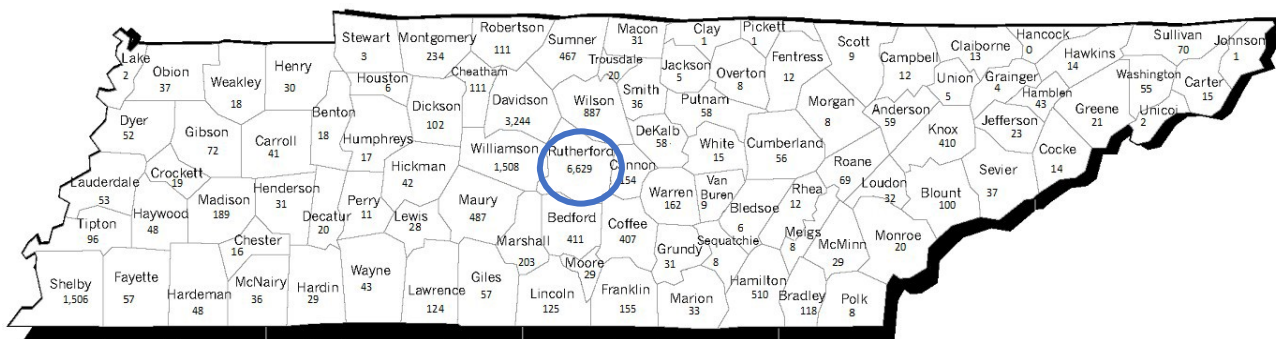 Lake
2
Obion
37
Weakley
18
Henry
30
Stewart
3
Montgomery
234
Robertson
111
Sumner
467
Macon
31
Clay
1
Pickett
1
Fentress
12
Scott
9
Campbell
12
Claiborne
13
Hancock
0
Hawkins
14
Sullivan
70
Johnson
1
Houston
6
Cheatham
111
Trousdale
20
Jackson
5
Overton
8
Union
5
Grainger
4
Hamblen
43
Washington
55
Carter
15
Unicoi
2
Greene
21
Dyer
52
Gibson
72
Carroll
41
Benton
18
Humphreys
17
Dickson
102
Davidson
3,244
Wilson
887
Smith
36
Putnam
58
DeKalb
58
White
15
Cumberland
56
Morgan
8
Anderson
59
Knox
410
Jefferson
23
Cocke
14
Sevier
37
Lauderdale
53
Crockett
19
Haywood
48
Madison
189
Henderson
31
Decatur
20
Perry
11
Hickman
42
Lewis
28
Williamson
1,508
Rutherford
6,629
Cannon
154
Warren
162
Van
Buren
9
Bledsoe
6
Rhea
12
Roane
69
Loudon
32
Blount
100
Monroe
20
Meigs
8
McMinn
29
Tipton
96
Chester
16
Maury
487
Marshall
203
Bedford
411
Coffee
407
Moore
29
Grundy
31
Sequatchie
8
Shelby
1,506
Fayette
57
Hardeman
48
McNairy
36
Hardin
29
Wayne
43
Lawrence
124
Giles
57
Lincoln
125
Franklin
155
Marion
33
Hamilton
510
Bradley
118
Polk
8